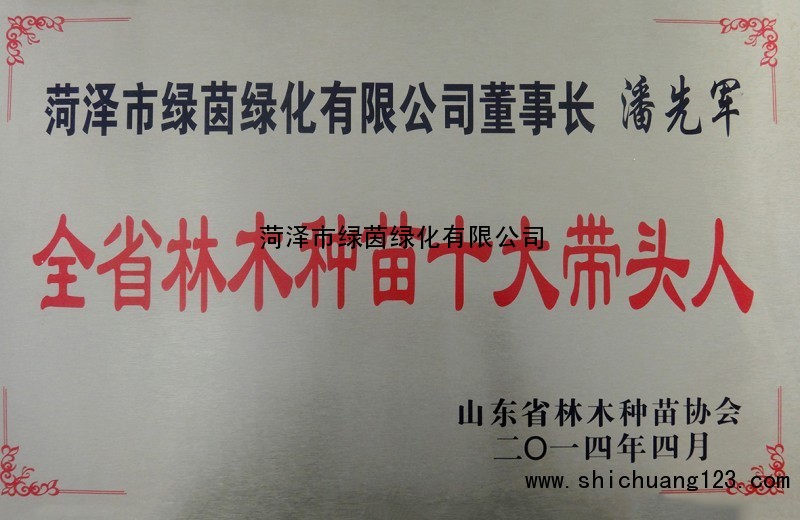 菏泽市绿茵绿化有限公司董事长 潘先军
全省林木种苗十大带头人
菏泽市绿茵绿化有限公司
山东省林木种苗协会
二〇一四年四月
www.shichuang123.com